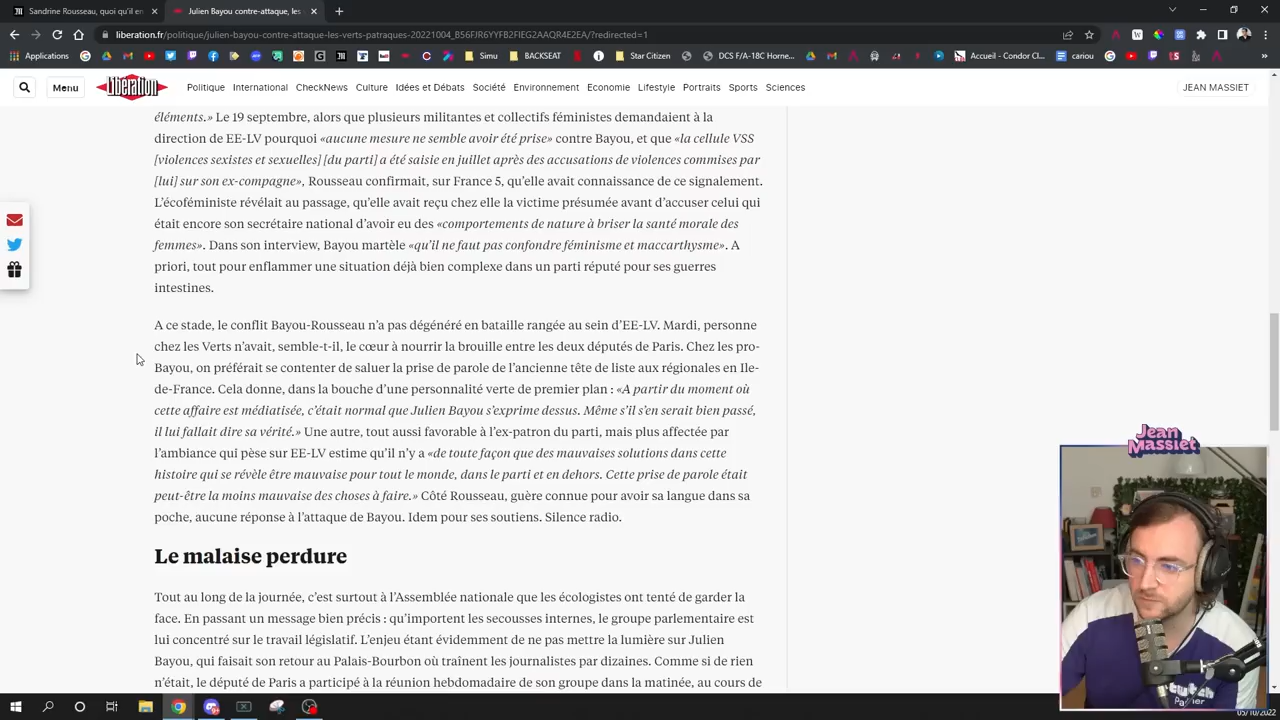 Sandrine Rousseau, quoi qu'il en
Julien Bayou contre-attaque, les
liberation.fr/politique/julien-bayou-contre-attaque-les-verts-patraques-20221004_B56FJR6YYFB2FIEG2AAQR4E2EA/?redirected=1
Applications
Simu
BACKSEAT
Star Citizen
DCS F/A-18C Horne...
Accueil - Condor Cl...
cariou
Menu
Libération
Politique
International
CheckNews
Culture
Idées et Débats
Société
Environnement
Economie
Lifestyle
Portraits
Sports
Sciences
JEAN MASSIET
éléments.» Le 19 septembre, alors que plusieurs militantes et collectifs féministes demandaient à la
direction de EE-LV pourquoi «aucune mesure ne semble avoir été prise» contre Bayou, et que «la cellule VSS
[violences sexistes et sexuelles] [du parti] a été saisie en juillet après des accusations de violences commises par
[lui] sur son ex-compagne», Rousseau confirmait, sur France 5, qu'elle avait connaissance de ce signalement.
L'écoféministe révélait au passage, qu'elle avait reçu chez elle la victime présumée avant d'accuser celui qui
était encore son secrétaire national d'avoir eu des «comportements de nature à briser la santé morale des
femmes». Dans son interview, Bayou martèle «qu'il ne faut pas confondre féminisme et maccarthysme». A
priori, tout pour enflammer une situation déjà bien complexe dans un parti réputé pour ses guerres
intestines.
A ce stade, le conflit Bayou-Rousseau n'a pas dégénéré en bataille rangée au sein d'EE-LV. Mardi, personne
chez les Verts n'avait, semble-t-il, le cœur à nourrir la brouille entre les deux députés de Paris. Chez les pro-
Bayou, on préférait se contenter de saluer la prise de parole de l'ancienne tête de liste aux régionales en Ile-
de-France. Cela donne, dans la bouche d'une personnalité verte de premier plan : «A partir du moment où
cette affaire est médiatisée, c'était normal que Julien Bayou s'exprime dessus. Même s'il s'en serait bien passé,
il lui fallait dire sa vérité.» Une autre, tout aussi favorable à l'ex-patron du parti, mais plus affectée par
l'ambiance qui pèse sur EE-LV estime qu'il n'y a «de toute façon que des mauvaises solutions dans cette
histoire qui se révèle être mauvaise pour tout le monde, dans le parti et en dehors. Cette prise de parole était
peut-être la moins mauvaise des choses à faire.» Côté Rousseau, guère connue pour avoir sa langue dans sa
poche, aucune réponse à l'attaque de Bayou. Idem pour ses soutiens. Silence radio.
Le malaise perdure
Tout au long de la journée, c'est surtout à l'Assemblée nationale que les écologistes ont tenté de garder la
face. En passant un message bien précis : qu'importent les secousses internes, le groupe parlementaire est
lui concentré sur le travail législatif. L'enjeu étant évidemment de ne pas mettre la lumière sur Julien
Bayou, qui faisait son retour au Palais-Bourbon où traînent les journalistes par dizaines. Comme si de rien
n'était, le député de Paris a participé à la réunion hebdomadaire de son groupe dans la matinée, au cours de
Jean
Massiet
twitch
05/10/2022